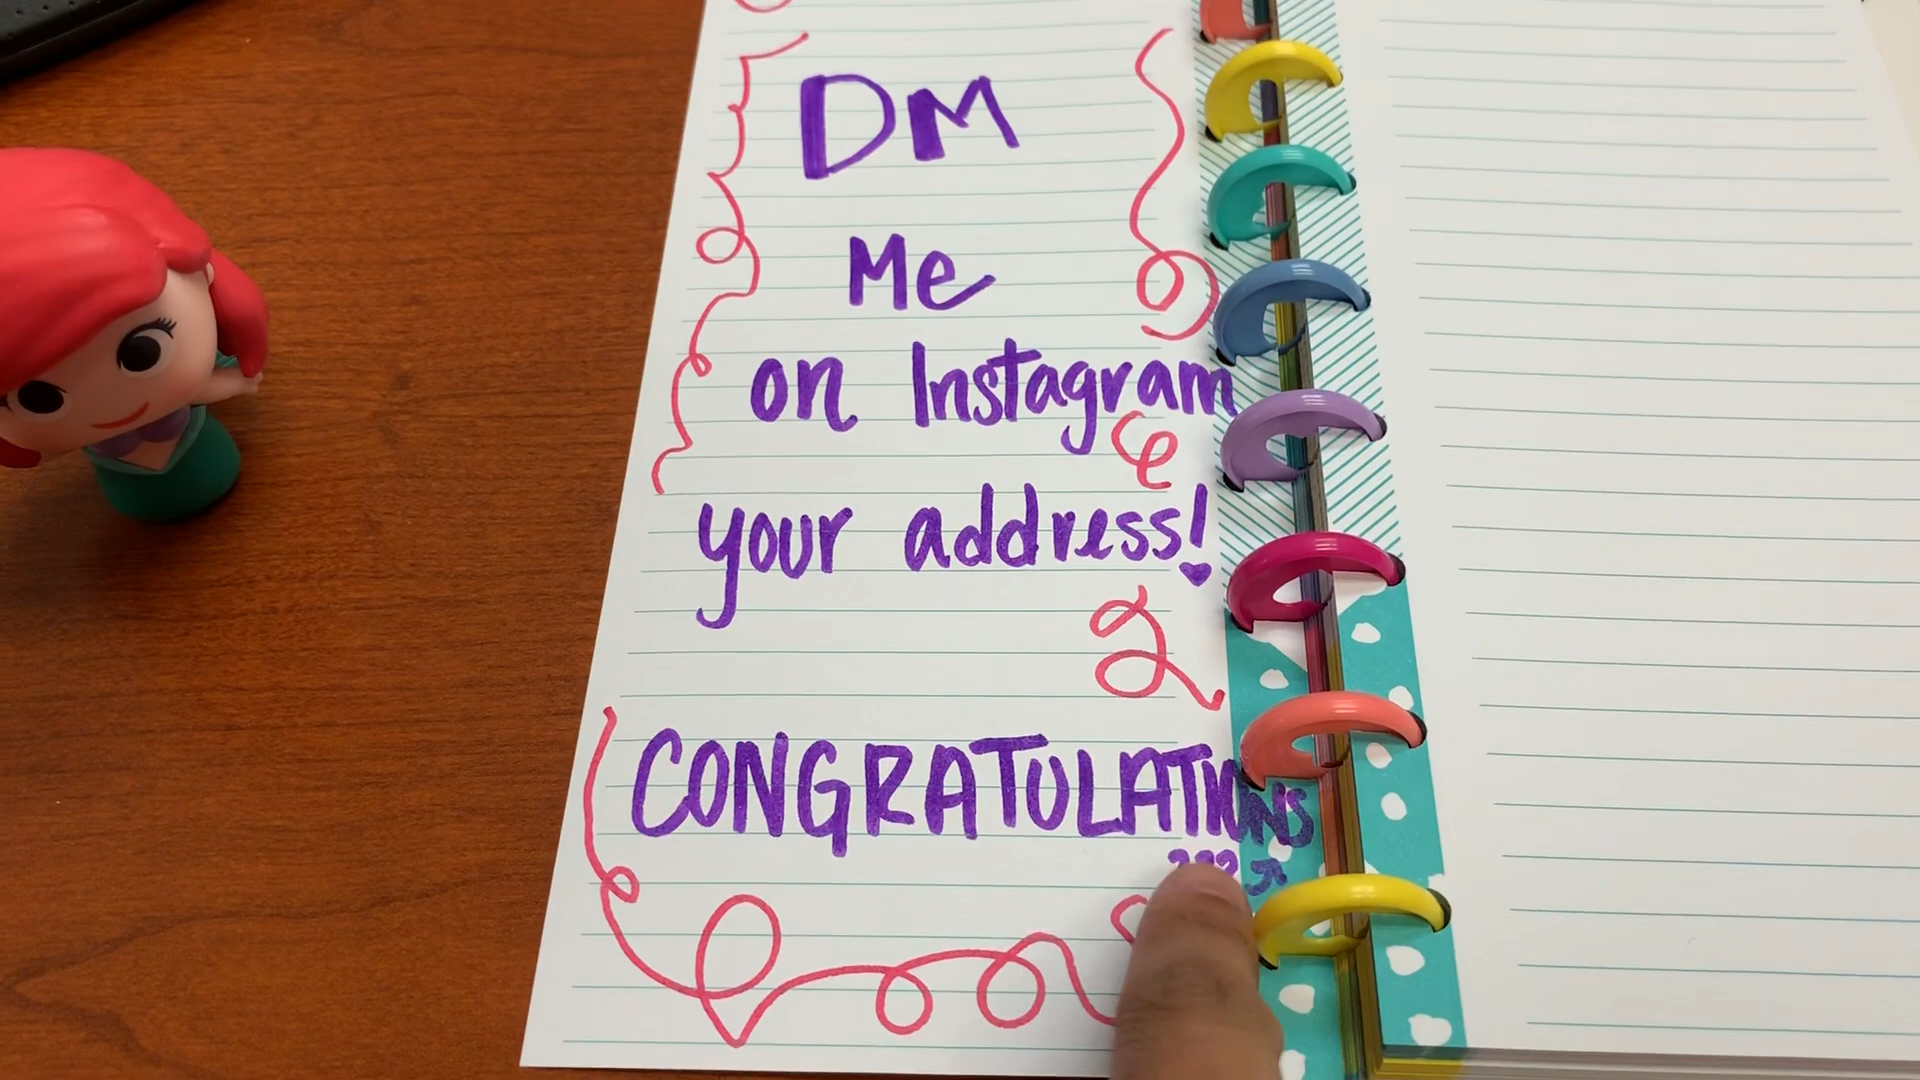 DM
Me
on Instagram
your address!
CONGRATULATIONS